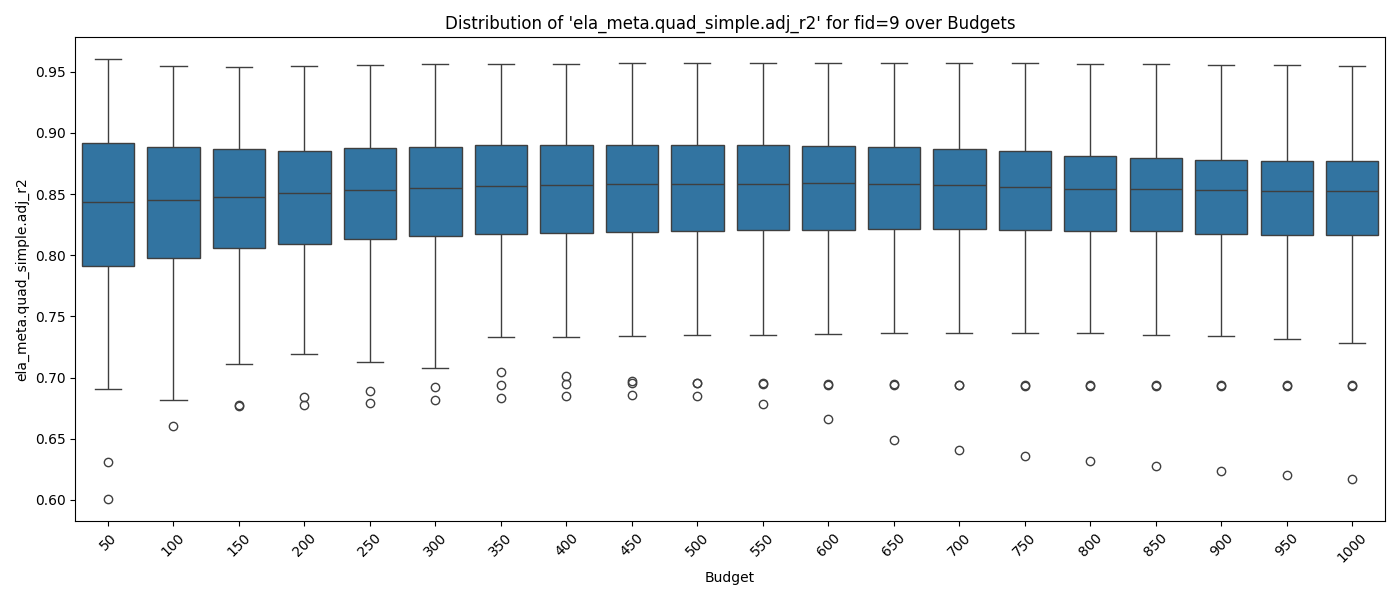 Distribution of 'ela_meta.quad_simple.adj_r2' for fid=9 over Budgets
ela_meta.quad_simple.adj_r2
0.95
0.90
0.85
0.80
0.75
0.70
0.65
0.60
50 100 150 200 250 300 350 400 450 500 550 600 650 700 750 800 850 900 950 1000
Budget